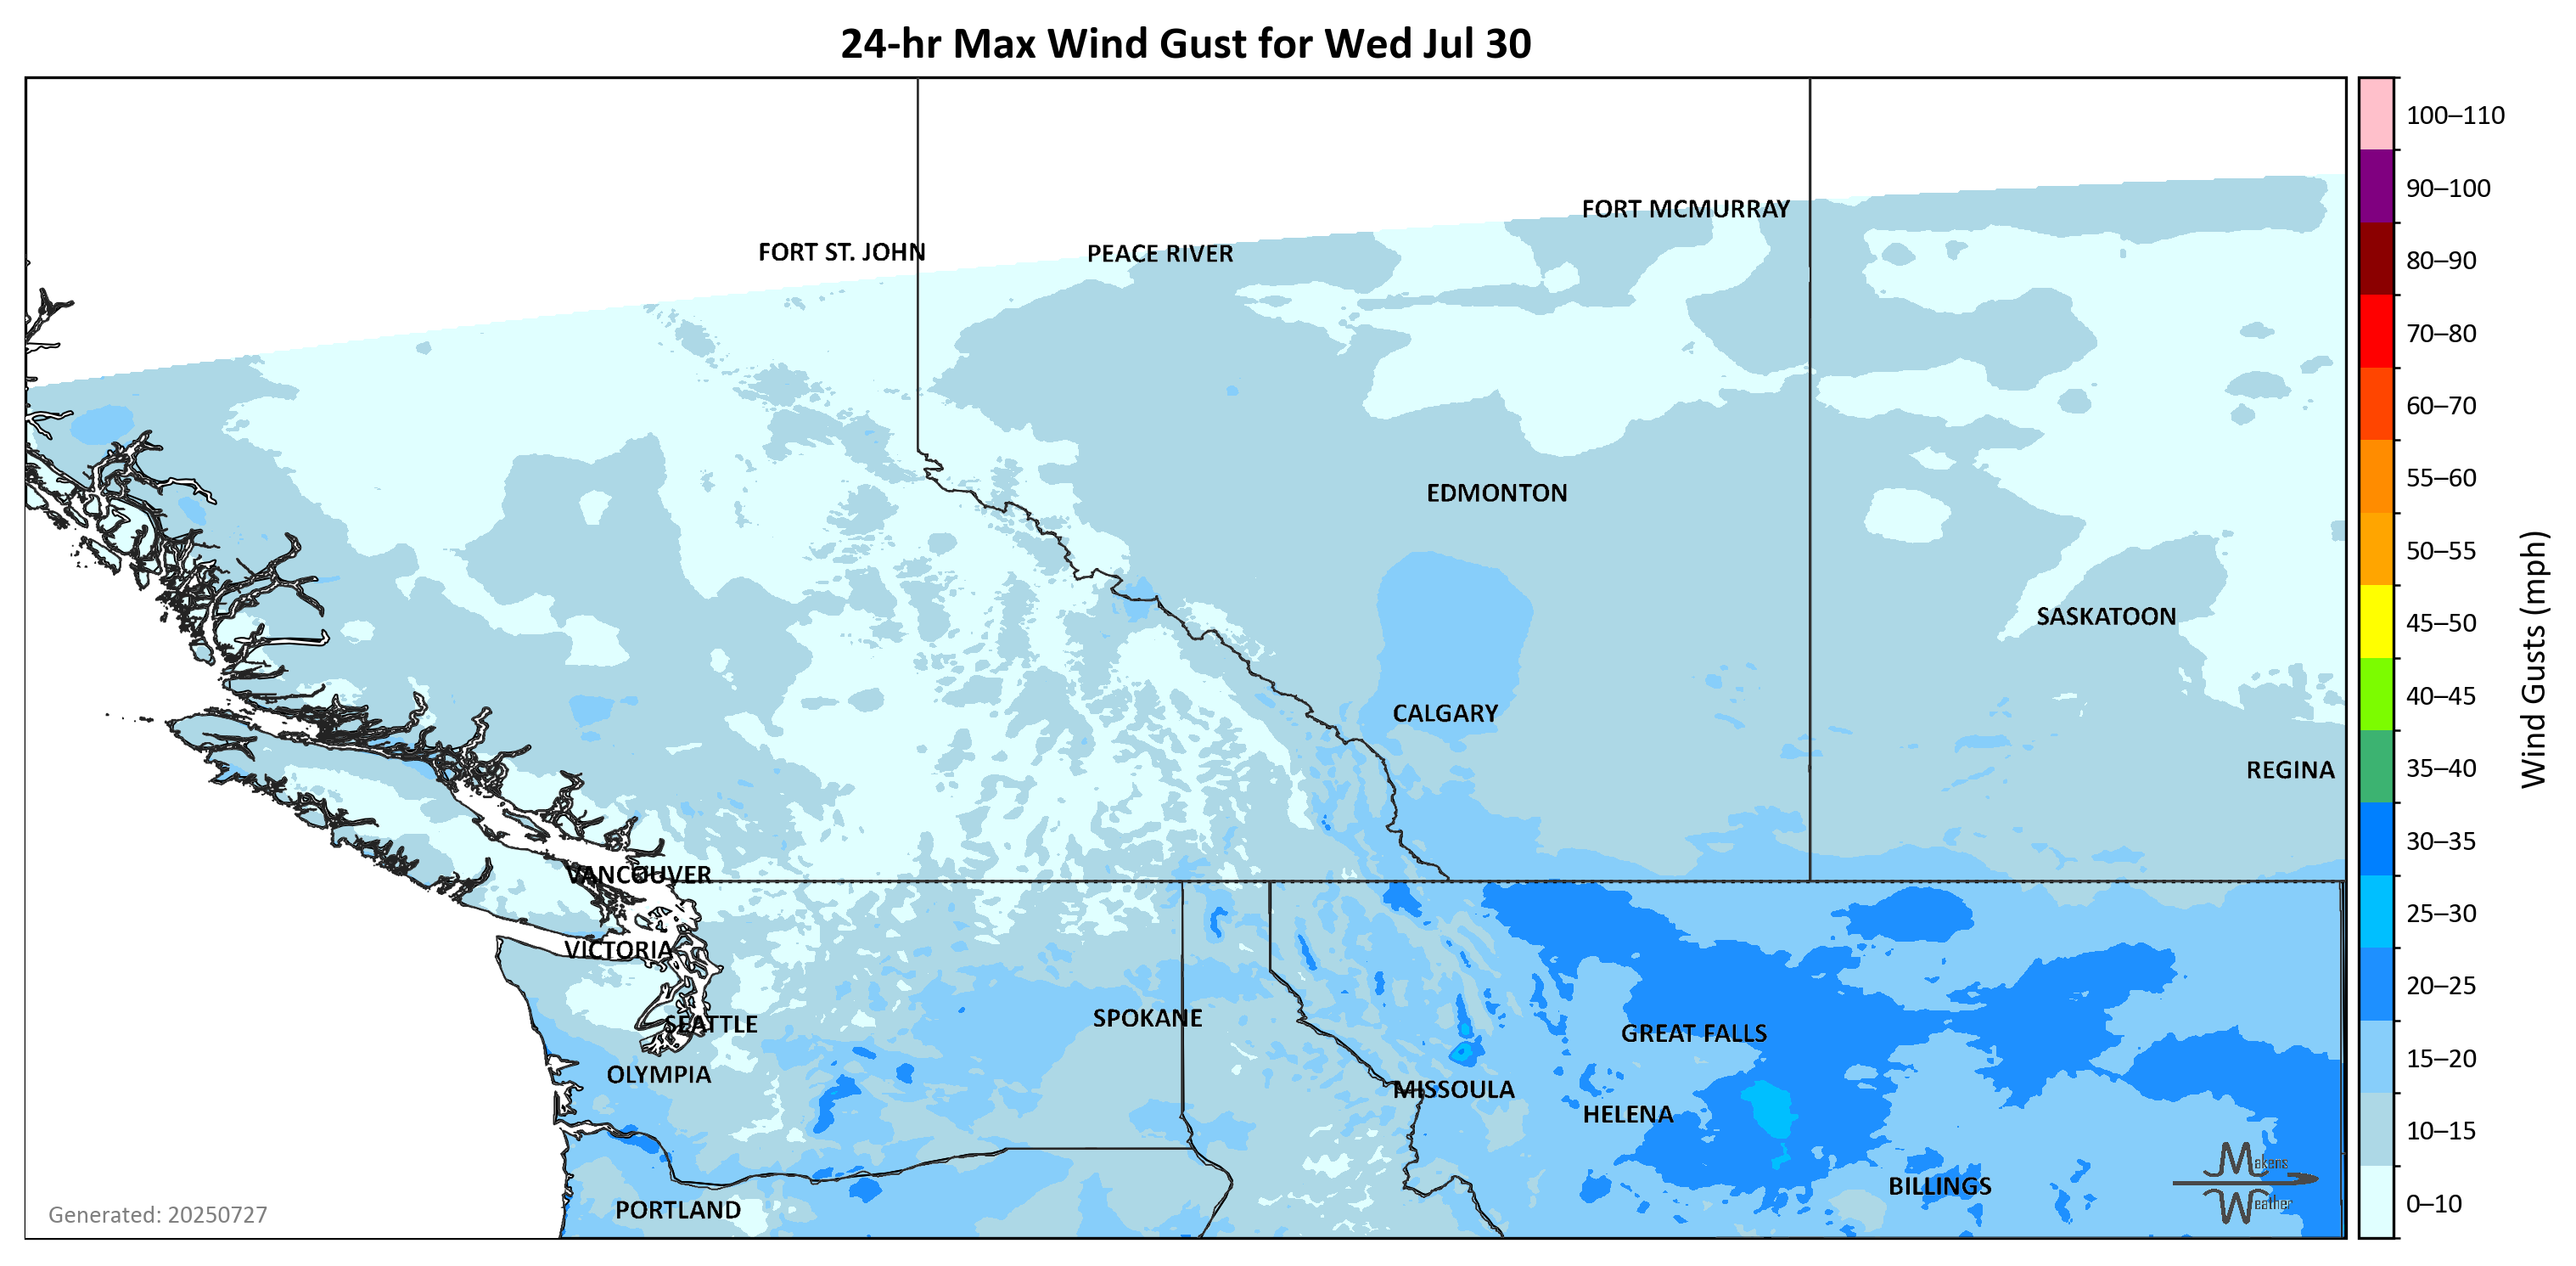 24-hr Max Wind Gust for Wed Jul 30
FORT MCMURRAY
FORT ST. JOHN
PEACE RIVER
EDMONTON
SASKATOON
CALGARY
REGINA
VANCOUVER
VICTORIA
SPOKANE
SEATTLE
GREAT FALLS
OLYMPIA
MISSOULA
HELENA
BILLINGS
PORTLAND
Generated: 20250727
Makens
Weather
100–110
90–100
80–90
70–80
60–70
55–60
50–55
45–50
40–45
35–40
30–35
25–30
20–25
15–20
10–15
0–10
Wind Gusts (mph)